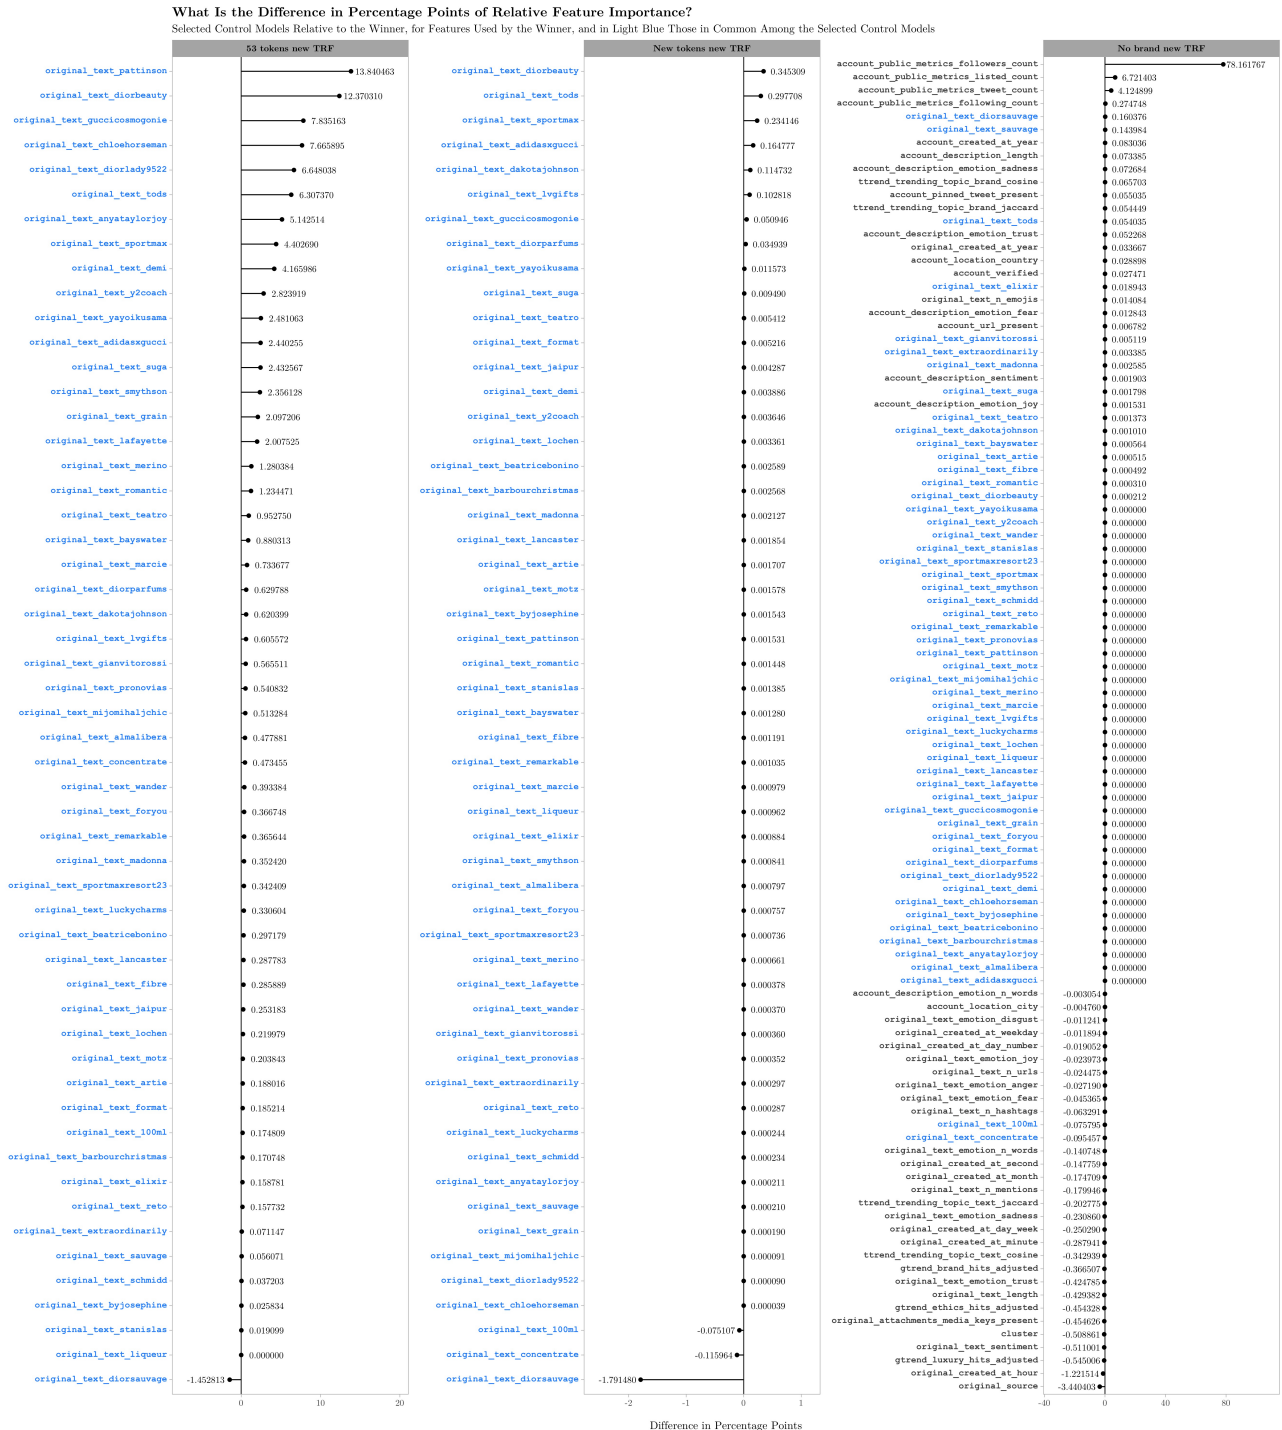 What Is the Difference in Percentage Points of Relative Feature Importance?
Selected Control Models Relative to the Winner, for Features Used by the Winner, and in Light Blue Those in Common Among the Selected Control Models
53 tokens new TRF
original_text_pattinson 13.840463
original_text_diorbeauty 12.370310
original_text_guccicosmogonie 7.835163
original_text_chloehorseman 7.665895
original_text_diorlady9522 6.648038
original_text_tods 6.307370
original_text_anyataylorjoy 5.142514
original_text_sportmax 4.402690
original_text_demi 4.165986
original_text_y2coach 2.823919
original_text_yayoikusama 2.481063
original_text_adidasxgucci 2.440255
original_text_suga 2.432567
original_text_smythson 2.356128
original_text_grain 2.097206
original_text_lafayette 2.007525
original_text_merino 1.280384
original_text_romantic 1.234471
original_text_teatro 0.952750
original_text_bayswater 0.880313
original_text_marcie 0.733677
original_text_diorparfums 0.629788
original_text_dakotajohnson 0.620399
original_text_lvgifts 0.605572
original_text_gianvitorossi 0.565511
original_text_pronovias 0.540832
original_text_mijomihaljchic 0.513284
original_text_almalibera 0.477881
original_text_concentrate 0.473455
original_text_wander 0.393384
original_text_foryou 0.366748
original_text_remarkable 0.365644
original_text_madonna 0.352420
original_text_sportmaxresort23 0.342409
original_text_luckycharms 0.330604
original_text_beatricebonino 0.297179
original_text_lancaster 0.287783
original_text_fibre 0.285889
original_text_jaipur 0.253183
original_text_lochen 0.219979
original_text_motz 0.203843
original_text_artie 0.188016
original_text_format 0.185214
original_text_100ml 0.174809
original_text_barbourchristmas 0.170748
original_text_elixir 0.158781
original_text_reto 0.157732
original_text_extraordinarily 0.071147
original_text_sauvage 0.056071
original_text_schmidd 0.037203
original_text_byjosephine 0.025834
original_text_stanislas 0.019099
original_text_liqueur 0.000000
original_text_diorsauvage -1.452813
0 10 20
New tokens new TRF
original_text_diorbeauty 0.345309
original_text_tods 0.297708
original_text_sportmax 0.234146
original_text_adidasxgucci 0.164777
original_text_dakotajohnson 0.114732
original_text_lvgifts 0.102818
original_text_guccicosmogonie 0.050946
original_text_diorparfums 0.034939
original_text_yayoikusama 0.011573
original_text_suga 0.009490
original_text_teatro 0.005412
original_text_format 0.005216
original_text_jaipur 0.004287
original_text_demi 0.003886
original_text_y2coach 0.003646
original_text_lochen 0.003361
original_text_beatricebonino 0.002589
original_text_barbourchristmas 0.002568
original_text_madonna 0.002127
original_text_lancaster 0.001854
original_text_artie 0.001707
original_text_motz 0.001578
original_text_byjosephine 0.001543
original_text_pattinson 0.001531
original_text_romantic 0.001448
original_text_stanislas 0.001385
original_text_bayswater 0.001280
original_text_fibre 0.001191
original_text_remarkable 0.001035
original_text_marcie 0.000979
original_text_liqueur 0.000962
original_text_elixir 0.000884
original_text_smythson 0.000841
original_text_almalibera 0.000797
original_text_foryou 0.000757
original_text_sportmaxresort23 0.000736
original_text_merino 0.000661
original_text_lafayette 0.000378
original_text_wander 0.000370
original_text_gianvitorossi 0.000360
original_text_pronovias 0.000352
original_text_extraordinarily 0.000297
original_text_reto 0.000287
original_text_luckycharms 0.000244
original_text_schmidd 0.000234
original_text_anyataylorjoy 0.000211
original_text_sauvage 0.000210
original_text_grain 0.000190
original_text_mijomihaljchic 0.000091
original_text_diorlady9522 0.000090
original_text_chloehorseman 0.000039
original_text_100ml -0.075107
original_text_concentrate -0.115964
original_text_diorsauvage -1.791480
-2 -1 0 1
No brand new TRF
account_public_metrics_followers_count 78.161767
account_public_metrics_listed_count 6.721403
account_public_metrics_tweet_count 4.124899
account_public_metrics_following_count 0.274748
original_text_diorsauvage 0.160376
original_text_sauvage 0.143984
account_created_at_year 0.083036
account_description_length 0.073385
account_description_emotion_sadness 0.072684
ttrend_trending_topic_brand_cosine 0.065703
account_pinned_tweet_present 0.055035
ttrend_trending_topic_brand_jaccard 0.054449
original_text_tods 0.054035
account_description_emotion_trust 0.052268
original_created_at_year 0.033667
account_location_country 0.028898
account_verified 0.027471
original_text_elixir 0.018943
original_text_n_emojis 0.014084
account_description_emotion_fear 0.012843
account_url_present 0.006782
original_text_gianvitorossi 0.005119
original_text_extraordinarily 0.003385
original_text_madonna 0.002585
account_description_sentiment 0.001903
original_text_suga 0.001798
account_description_emotion_joy 0.001531
original_text_teatro 0.001373
original_text_dakotajohnson 0.001010
original_text_bayswater 0.000564
original_text_artie 0.000515
original_text_fibre 0.000492
original_text_romantic 0.000310
original_text_diorbeauty 0.000212
original_text_yayoikusama 0.000000
original_text_y2coach 0.000000
original_text_wander 0.000000
original_text_stanislas 0.000000
original_text_sportmaxresort23 0.000000
original_text_sportmax 0.000000
original_text_smythson 0.000000
original_text_schmidd 0.000000
original_text_reto 0.000000
original_text_remarkable 0.000000
original_text_pronovias 0.000000
original_text_pattinson 0.000000
original_text_motz 0.000000
original_text_mijomihaljchic 0.000000
original_text_merino 0.000000
original_text_marcie 0.000000
original_text_lvgifts 0.000000
original_text_luckycharms 0.000000
original_text_lochen 0.000000
original_text_liqueur 0.000000
original_text_lancaster 0.000000
original_text_lafayette 0.000000
original_text_jaipur 0.000000
original_text_guccicosmogonie 0.000000
original_text_grain 0.000000
original_text_foryou 0.000000
original_text_format 0.000000
original_text_diorparfums 0.000000
original_text_diorlady9522 0.000000
original_text_demi 0.000000
original_text_chloehorseman 0.000000
original_text_byjosephine 0.000000
original_text_beatricebonino 0.000000
original_text_barbourchristmas 0.000000
original_text_anyataylorjoy 0.000000
original_text_almalibera 0.000000
original_text_adidasxgucci 0.000000
account_description_emotion_n_words -0.003054
account_location_city -0.004760
original_text_emotion_disgust -0.011241
original_created_at_weekday -0.011894
original_created_at_day_number -0.019052
original_text_emotion_joy -0.023973
original_text_n_urls -0.024475
original_text_emotion_anger -0.027190
original_text_emotion_fear -0.045365
original_text_n_hashtags -0.063291
original_text_100ml -0.075795
original_text_concentrate -0.095457
original_text_emotion_n_words -0.140748
original_created_at_second -0.147759
original_created_at_month -0.174709
original_text_n_mentions -0.179946
ttrend_trending_topic_text_jaccard -0.202775
original_text_emotion_sadness -0.230860
original_created_at_day_week -0.250290
original_created_at_minute -0.287941
ttrend_trending_topic_text_cosine -0.342939
gtrend_brand_hits_adjusted -0.366507
original_text_emotion_trust -0.424785
original_text_length -0.429382
gtrend_ethics_hits_adjusted -0.454328
original_attachments_media_keys_present -0.454626
cluster -0.508861
original_text_sentiment -0.511001
gtrend_luxury_hits_adjusted -0.545006
original_created_at_hour -1.221514
original_source -3.440403
-40 0 40 80
Difference in Percentage Points